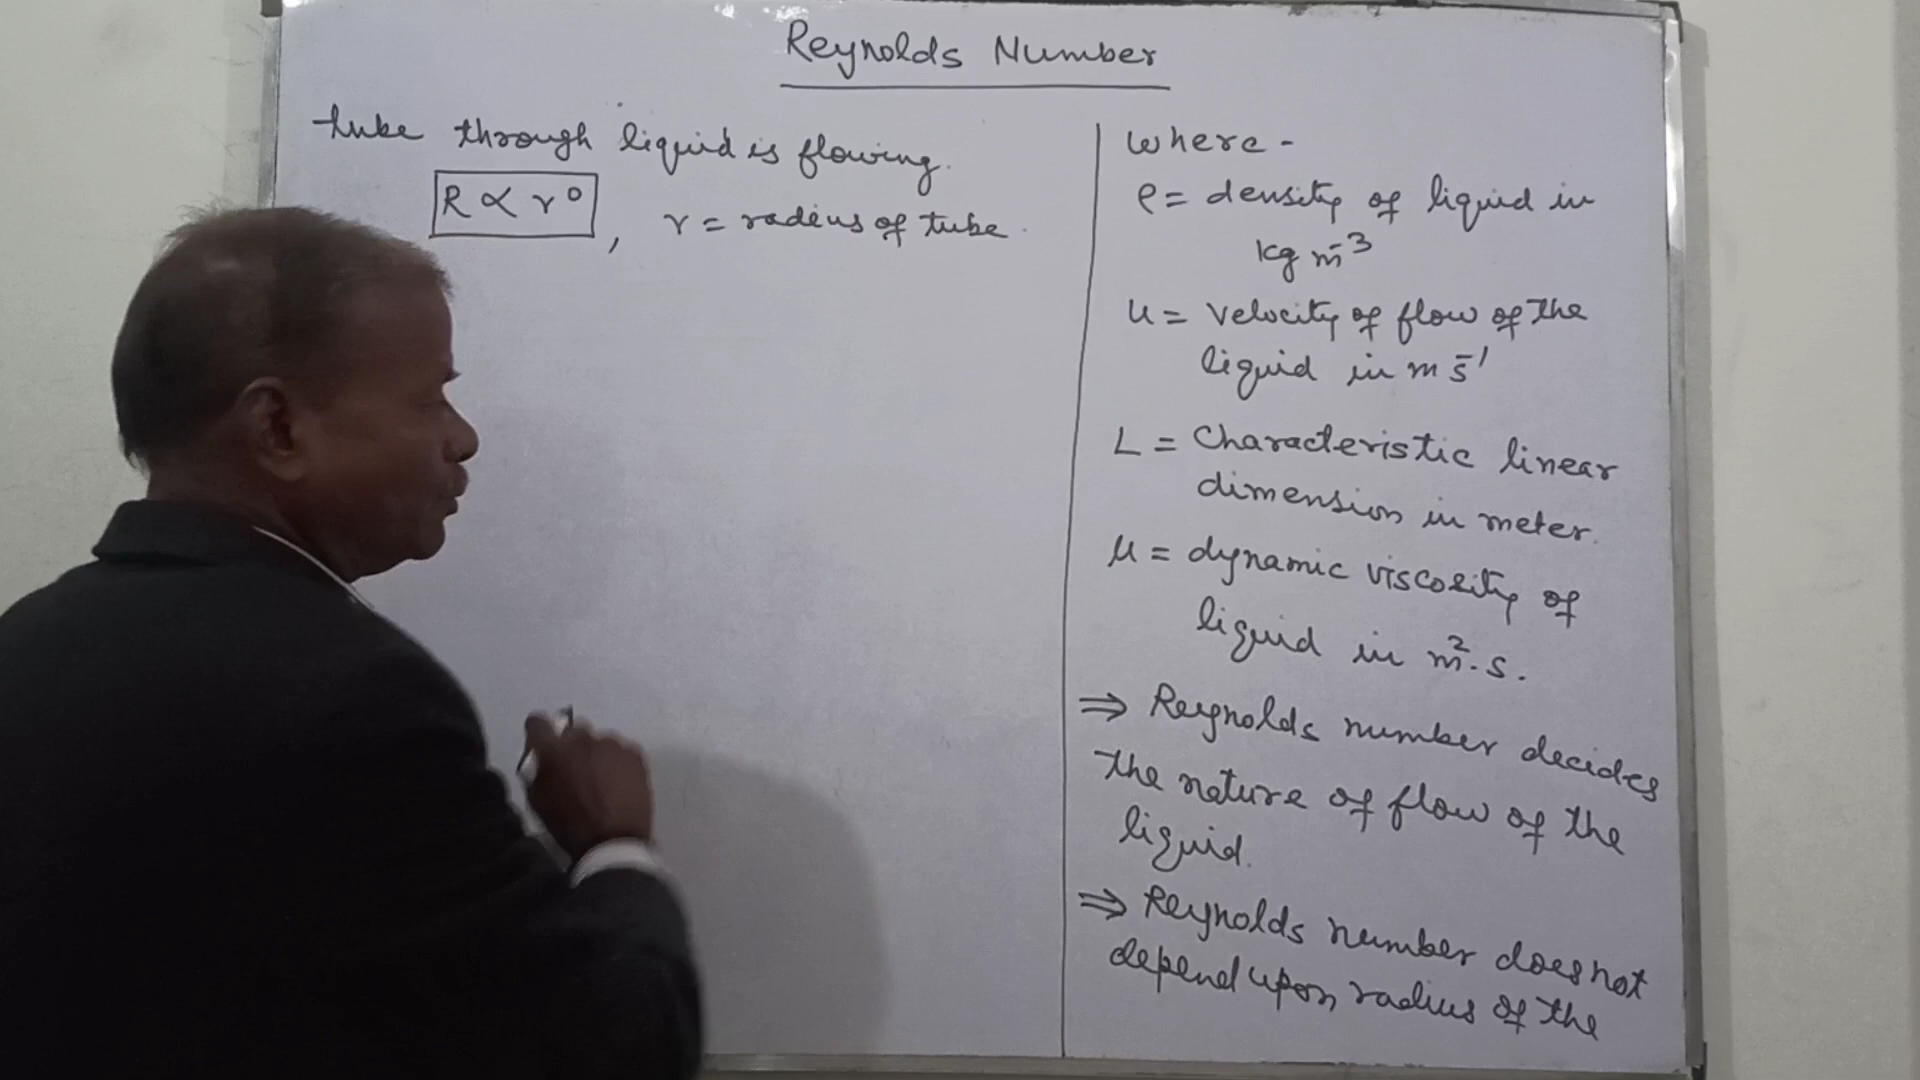 Reynolds Number
tube through liquid is flowing.
R ∝ r⁰, r = radius of tube.
where -
ρ = density of liquid in
kg m⁻³
u = velocity of flow of the
liquid in m s⁻¹
L = Characteristic linear
dimension in meter.
μ = dynamic viscosity of
liquid in m².s.
⇒ Reynolds number decides
the nature of flow of the
liquid.
⇒ Reynolds number does not
depend upon radius of the